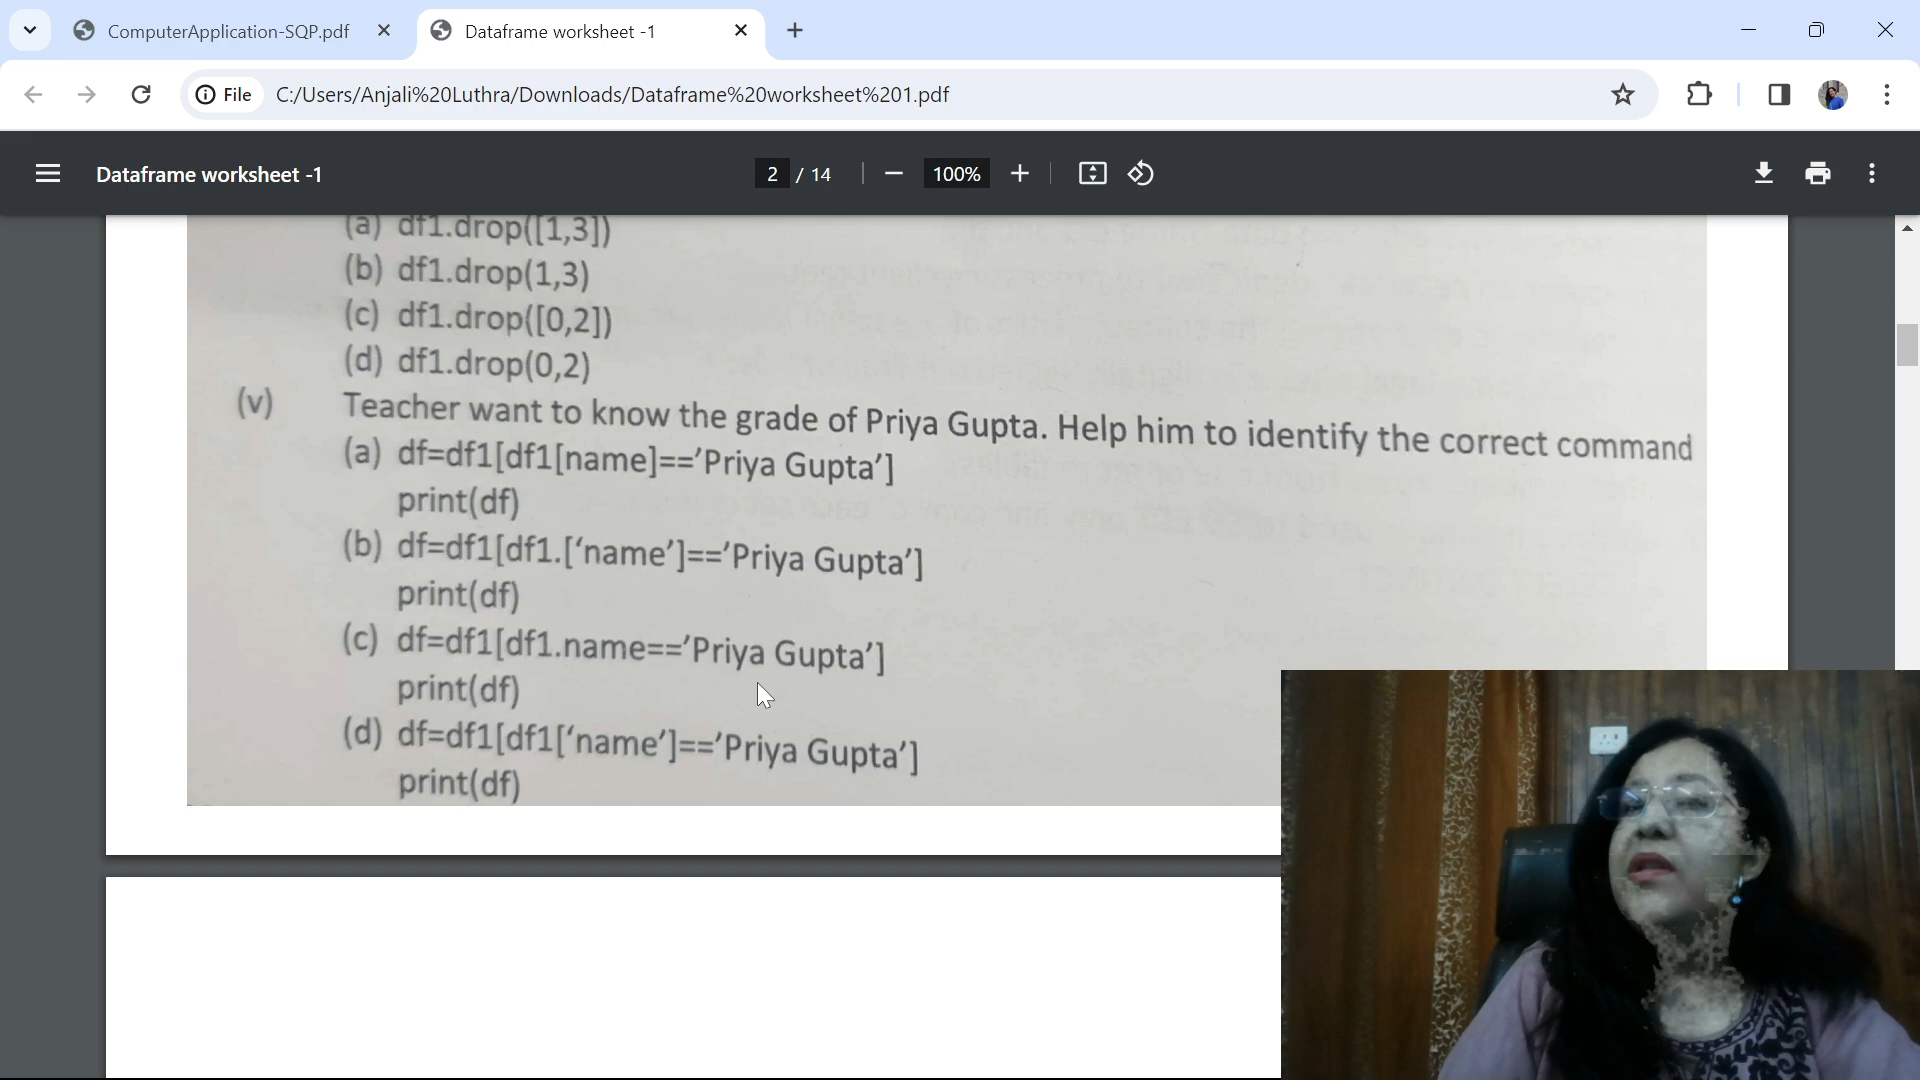 ComputerApplication-SQP.pdf
Dataframe worksheet -1
File
C:/Users/Anjali%20Luthra/Downloads/Dataframe%20worksheet%201.pdf
Dataframe worksheet -1
2 / 14
100%
(a) df1.drop([1,3])
(b) df1.drop(1,3)
(c) df1.drop([0,2])
(d) df1.drop(0,2)
(v) Teacher want to know the grade of Priya Gupta. Help him to identify the correct command
(a) df=df1[df1[name]==’Priya Gupta’]
print(df)
(b) df=df1[df1.[‘name’]==’Priya Gupta’]
print(df)
(c) df=df1[df1.name==’Priya Gupta’]
print(df)
(d) df=df1[df1[‘name’]==’Priya Gupta’]
print(df)